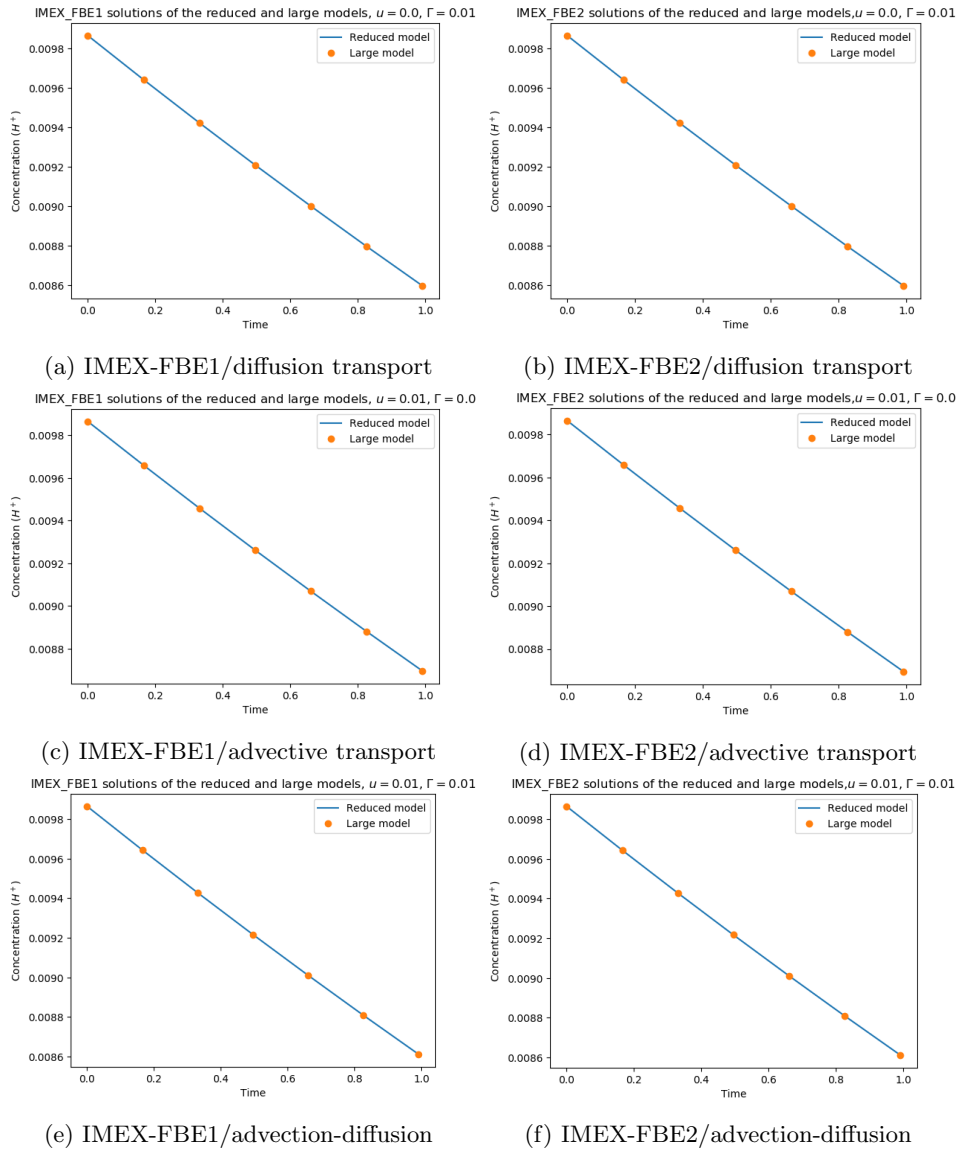 IMEX_FBE1 solutions of the reduced and large models, u = 0.0, Γ = 0.01
Reduced model
Large model
0.0098
0.0096
0.0094
0.0092
0.0090
0.0088
0.0086
Concentration (H⁺)
0.0 0.2 0.4 0.6 0.8 1.0
Time
(a) IMEX-FBE1/diffusion transport
IMEX_FBE2 solutions of the reduced and large models,u = 0.0, Γ = 0.01
Reduced model
Large model
0.0098
0.0096
0.0094
0.0092
0.0090
0.0088
0.0086
Concentration (H⁺)
0.0 0.2 0.4 0.6 0.8 1.0
Time
(b) IMEX-FBE2/diffusion transport
IMEX_FBE1 solutions of the reduced and large models, u = 0.01, Γ = 0.0
Reduced model
Large model
0.0098
0.0096
0.0094
0.0092
0.0090
0.0088
Concentration (H⁺)
0.0 0.2 0.4 0.6 0.8 1.0
Time
(c) IMEX-FBE1/advective transport
IMEX_FBE2 solutions of the reduced and large models,u = 0.01, Γ = 0.0
Reduced model
Large model
0.0098
0.0096
0.0094
0.0092
0.0090
0.0088
Concentration (H⁺)
0.0 0.2 0.4 0.6 0.8 1.0
Time
(d) IMEX-FBE2/advective transport
IMEX_FBE1 solutions of the reduced and large models, u = 0.01, Γ = 0.01
Reduced model
Large model
0.0098
0.0096
0.0094
0.0092
0.0090
0.0088
0.0086
Concentration (H⁺)
0.0 0.2 0.4 0.6 0.8 1.0
Time
(e) IMEX-FBE1/advection-diffusion
IMEX_FBE2 solutions of the reduced and large models,u = 0.01, Γ = 0.01
Reduced model
Large model
0.0098
0.0096
0.0094
0.0092
0.0090
0.0088
0.0086
Concentration (H⁺)
0.0 0.2 0.4 0.6 0.8 1.0
Time
(f) IMEX-FBE2/advection-diffusion